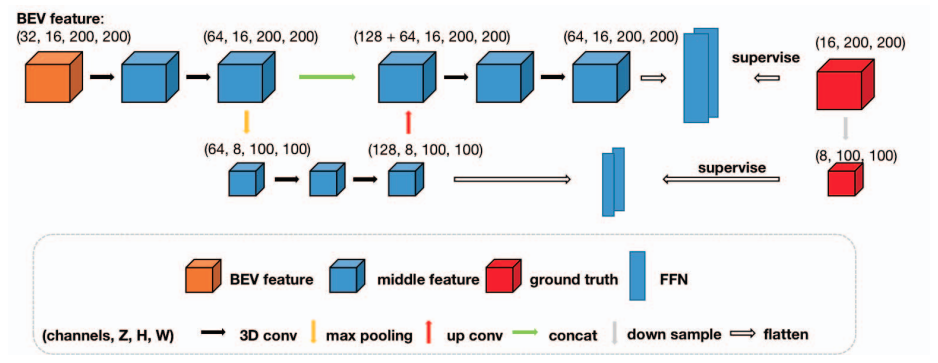 BEV feature:
(32, 16, 200, 200)
(64, 16, 200, 200)
(128 + 64, 16, 200, 200)
(64, 16, 200, 200)
(16, 200, 200)
supervise
(64, 8, 100, 100)
(128, 8, 100, 100)
(8, 100, 100)
supervise
BEV feature
middle feature
ground truth
FFN
(channels, Z, H, W)
3D conv
max pooling
up conv
concat
down sample
flatten